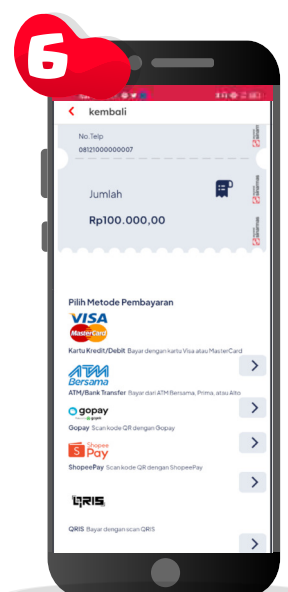 6
kembali
No.Telp
08121000000007
Jumlah
Rp100.000,00
Pilih Metode Pembayaran
VISA
MasterCard
Kartu Kredit/Debit Bayar dengan kartu Visa atau MasterCard
ATM
Bersama
ATM/Bank Transfer Bayar dari ATM Bersama, Prima, atau Alto
gopay
Gopay Scan kode QR dengan Gopay
Shopee
Pay
ShopeePay Scan kode QR dengan ShopeePay
QRIS
QRIS Bayar dengan scan QRIS